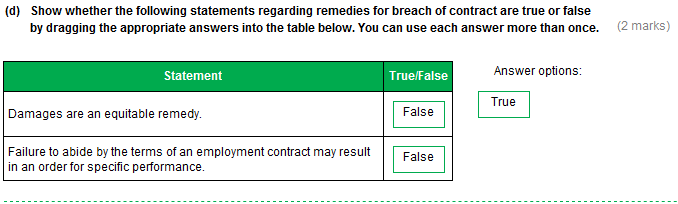 (d) Show whether the following statements regarding remedies for breach of contract are true or false
by dragging the appropriate answers into the table below. You can use each answer more than once. (2 marks)
Statement True/False Answer options:
True
Damages are an equitable remedy. False
Failure to abide by the terms of an employment contract may result
in an order for specific performance. False